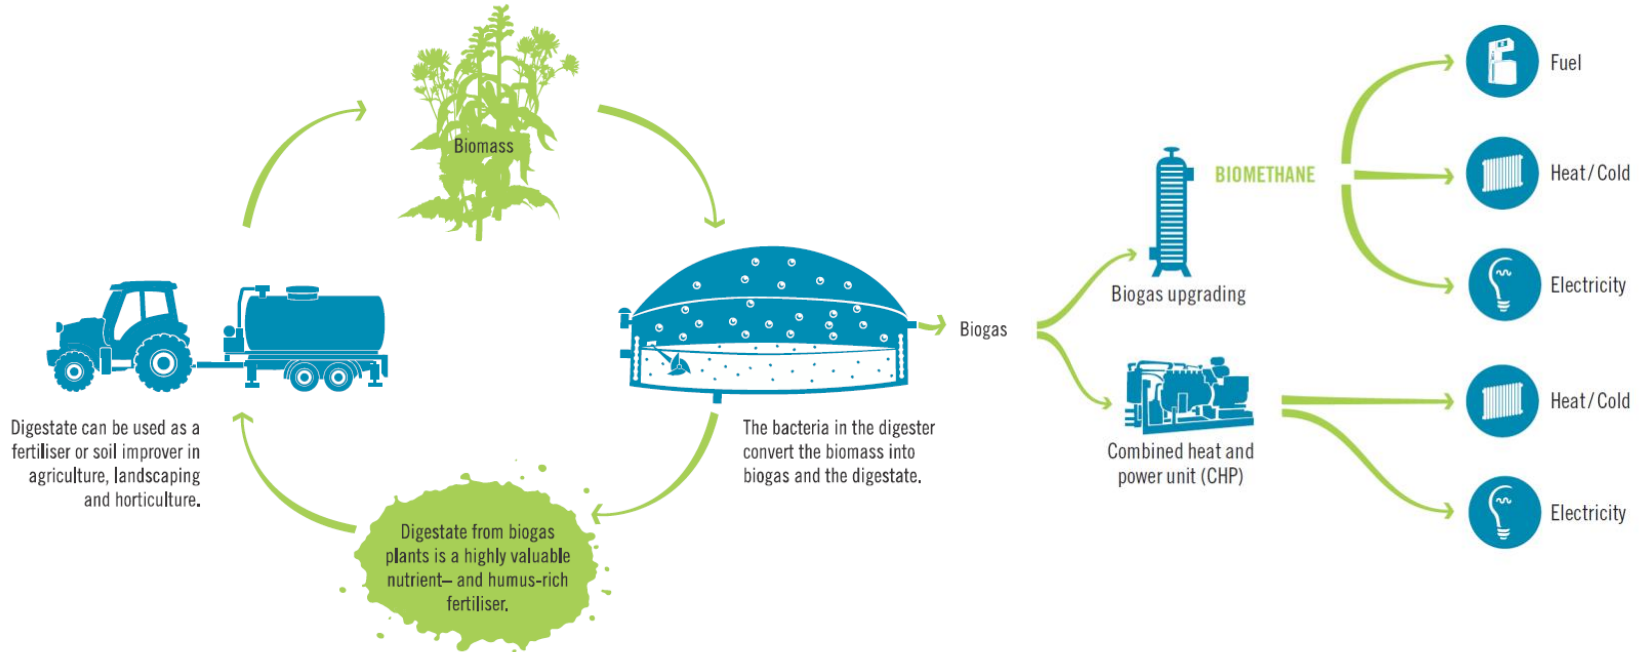 Biomass
Digestate can be used as a
fertiliser or soil improver in
agriculture, landscaping
and horticulture.
Digestate from biogas
plants is a highly valuable
nutrient– and humus-rich
fertiliser.
The bacteria in the digester
convert the biomass into
biogas and the digestate.
Biogas
Biogas upgrading
BIOMETHANE
Fuel
Heat/Cold
Electricity
Combined heat and
power unit (CHP)
Heat/Cold
Electricity